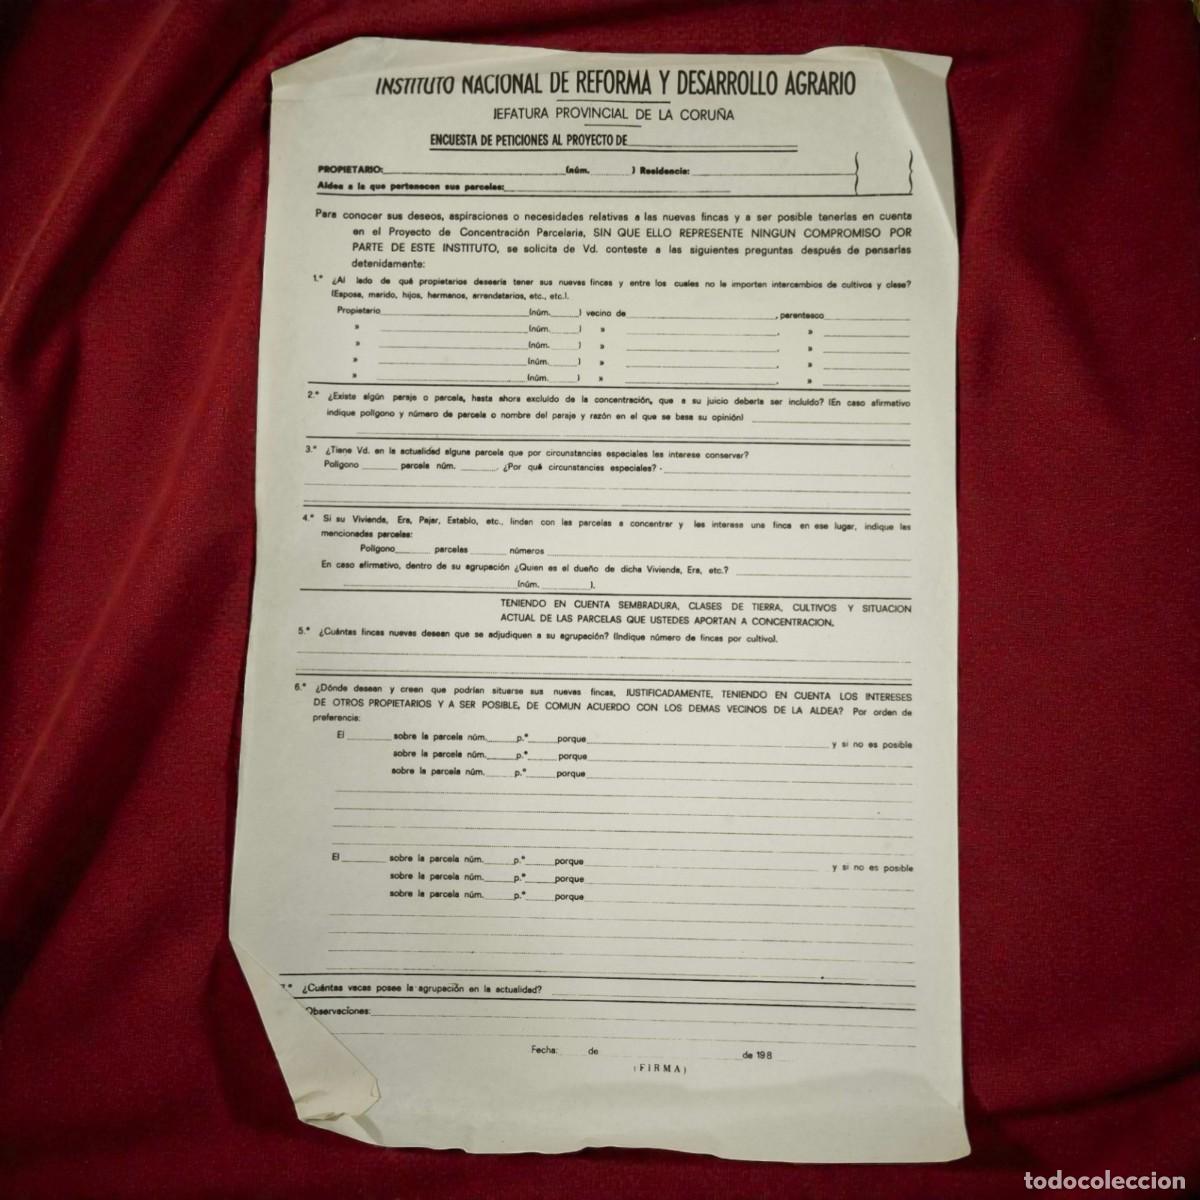 INSTITUTO NACIONAL DE REFORMA Y DESARROLLO AGRARIO
JEFATURA PROVINCIAL DE LA CORUÑA
ENCUESTA DE PETICIONES AL PROYECTO DE
PROPIETARIO: (núm. ) Residencia:
Aldea a la que pertenecen sus parcelas:
Para conocer sus deseos, aspiraciones o necesidades relativas a las nuevas fincas y a ser posible tenerlas en cuenta
en el Proyecto de Concentración Parcelaria, SIN QUE ELLO REPRESENTE NINGUN COMPROMISO POR
PARTE DE ESTE INSTITUTO, se solicita de Vd. conteste a las siguientes preguntas después de pensarlas
detenidamente:
1.ª ¿Al lado de qué propietarios desearía tener sus nuevas fincas y entre los cuales no le importen intercambios de cultivos y clase?
(Esposa, marido, hijos, hermanos, arrendatarios, etc., etc.).
Propietario (núm. ) vecino de , parentesco
» (núm. ) » , »
» (núm. ) » , »
» (núm. ) » , »
» (núm. ) » , »
2.ª ¿Existe algún paraje o parcela, hasta ahora excluído de la concentración, que a su juicio debería ser incluído? (En caso afirmativo
indique polígono y número de parcela o nombre del paraje y razón en el que se basa su opinión)
3.ª ¿Tiene Vd. en la actualidad alguna parcela que por circunstancias especiales les interese conservar?
Polígono parcela núm. . ¿Por qué circunstancias especiales? -
4.ª Si su Vivienda, Era, Pajar, Establo, etc., lindan con las parcelas a concentrar y les interesa una finca en ese lugar, indique las
mencionadas parcelas:
Polígono parcelas números
En caso afirmativo, dentro de su agrupación ¿Quien es el dueño de dicha Vivienda, Era, etc.?
(núm. ).
TENIENDO EN CUENTA SEMBRADURA, CLASES DE TIERRA, CULTIVOS Y SITUACION
ACTUAL DE LAS PARCELAS QUE USTEDES APORTAN A CONCENTRACION.
5.ª ¿Cuántas fincas nuevas desean que se adjudiquen a su agrupación? (Indique número de fincas por cultivo).
6.ª ¿Dónde desean y creen que podrían situarse sus nuevas fincas, JUSTIFICADAMENTE, TENIENDO EN CUENTA LOS INTERESES
DE OTROS PROPIETARIOS Y A SER POSIBLE, DE COMUN ACUERDO CON LOS DEMAS VECINOS DE LA ALDEA? Por orden de
preferencia:
El sobre la parcela núm. p.ª porque y si no es posible
sobre la parcela núm. p.ª porque
sobre la parcela núm. p.ª porque
El sobre la parcela núm. p.ª porque y si no es posible
sobre la parcela núm. p.ª porque
sobre la parcela núm. p.ª porque
7.ª ¿Cuántas vacas posee la agrupación en la actualidad?
Observaciones:
Fecha: de de 198
(FIRMA)
todocoleccion